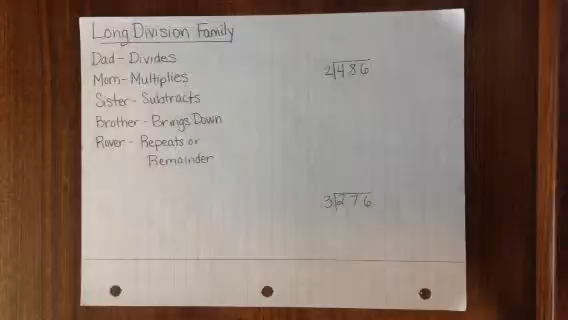 Long Division Family
Dad - Divides
Mom - Multiplies
Sister - Subtracts
Brother - Brings Down
Rover - Repeats or
Remainder
2⟌486
3⟌276